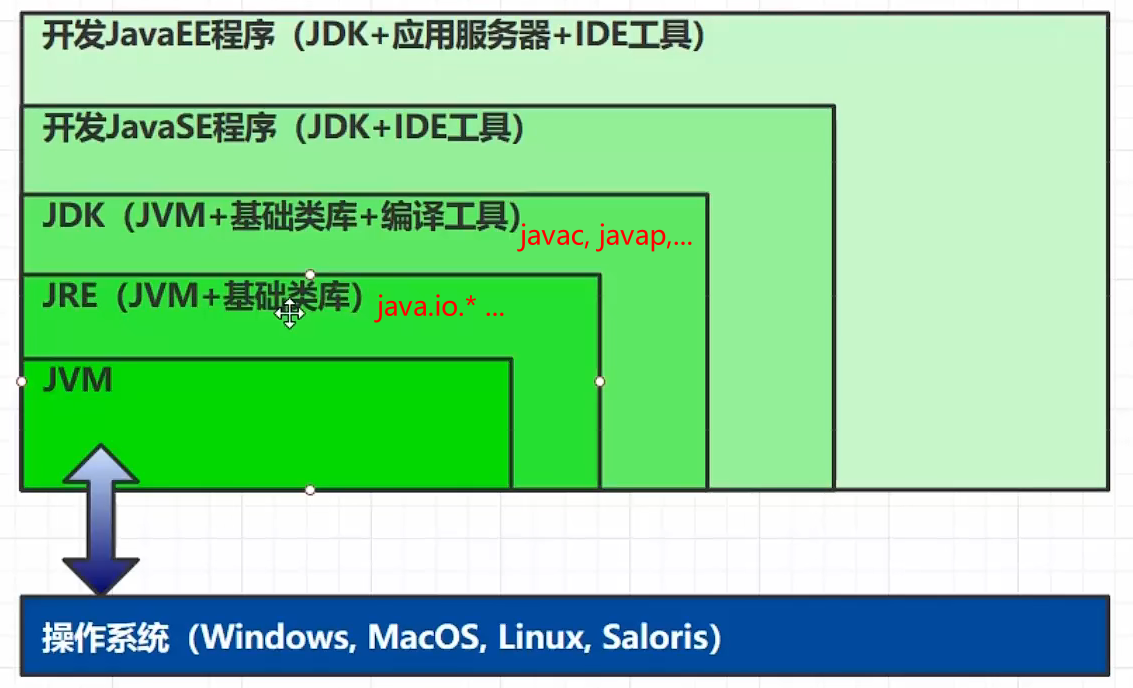 开发JavaEE程序（JDK+应用服务器+IDE工具)
开发JavaSE程序（JDK+IDE工具)
JDK（JVM+基础类库+编译工具)
javac, javap,...
JRE（JVM+基础类库）
java.io.* ...
JVM
操作系统（Windows, MacOS, Linux, Saloris）